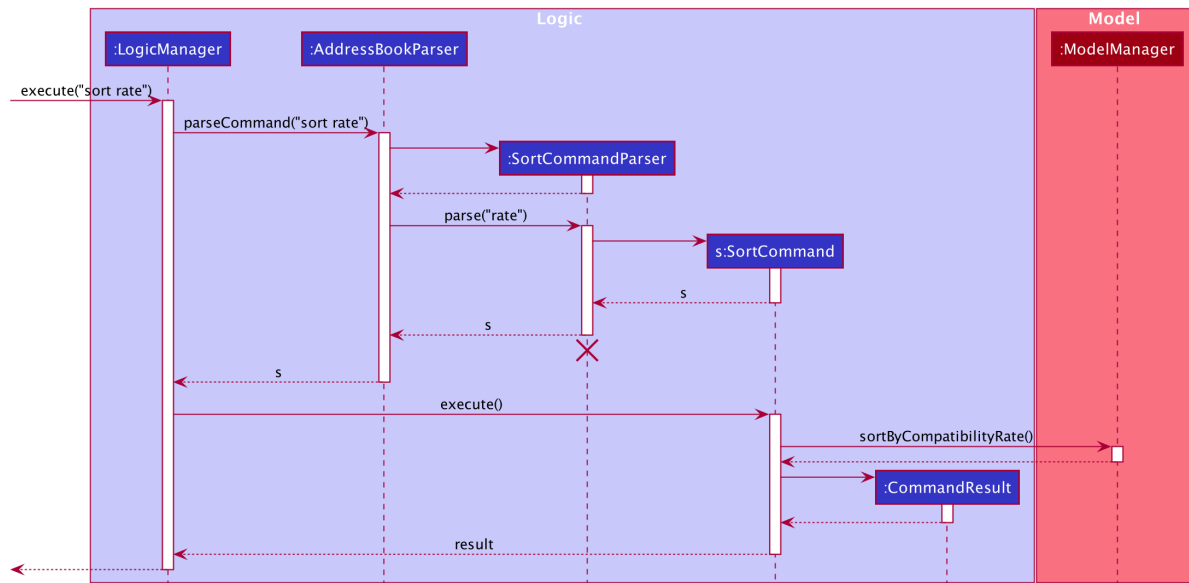 Logic
Model
:LogicManager
:AddressBookParser
:ModelManager
execute("sort rate")
parseCommand("sort rate")
:SortCommandParser
parse("rate")
s:SortCommand
s
s
s
execute()
sortByCompatibilityRate()
:CommandResult
result